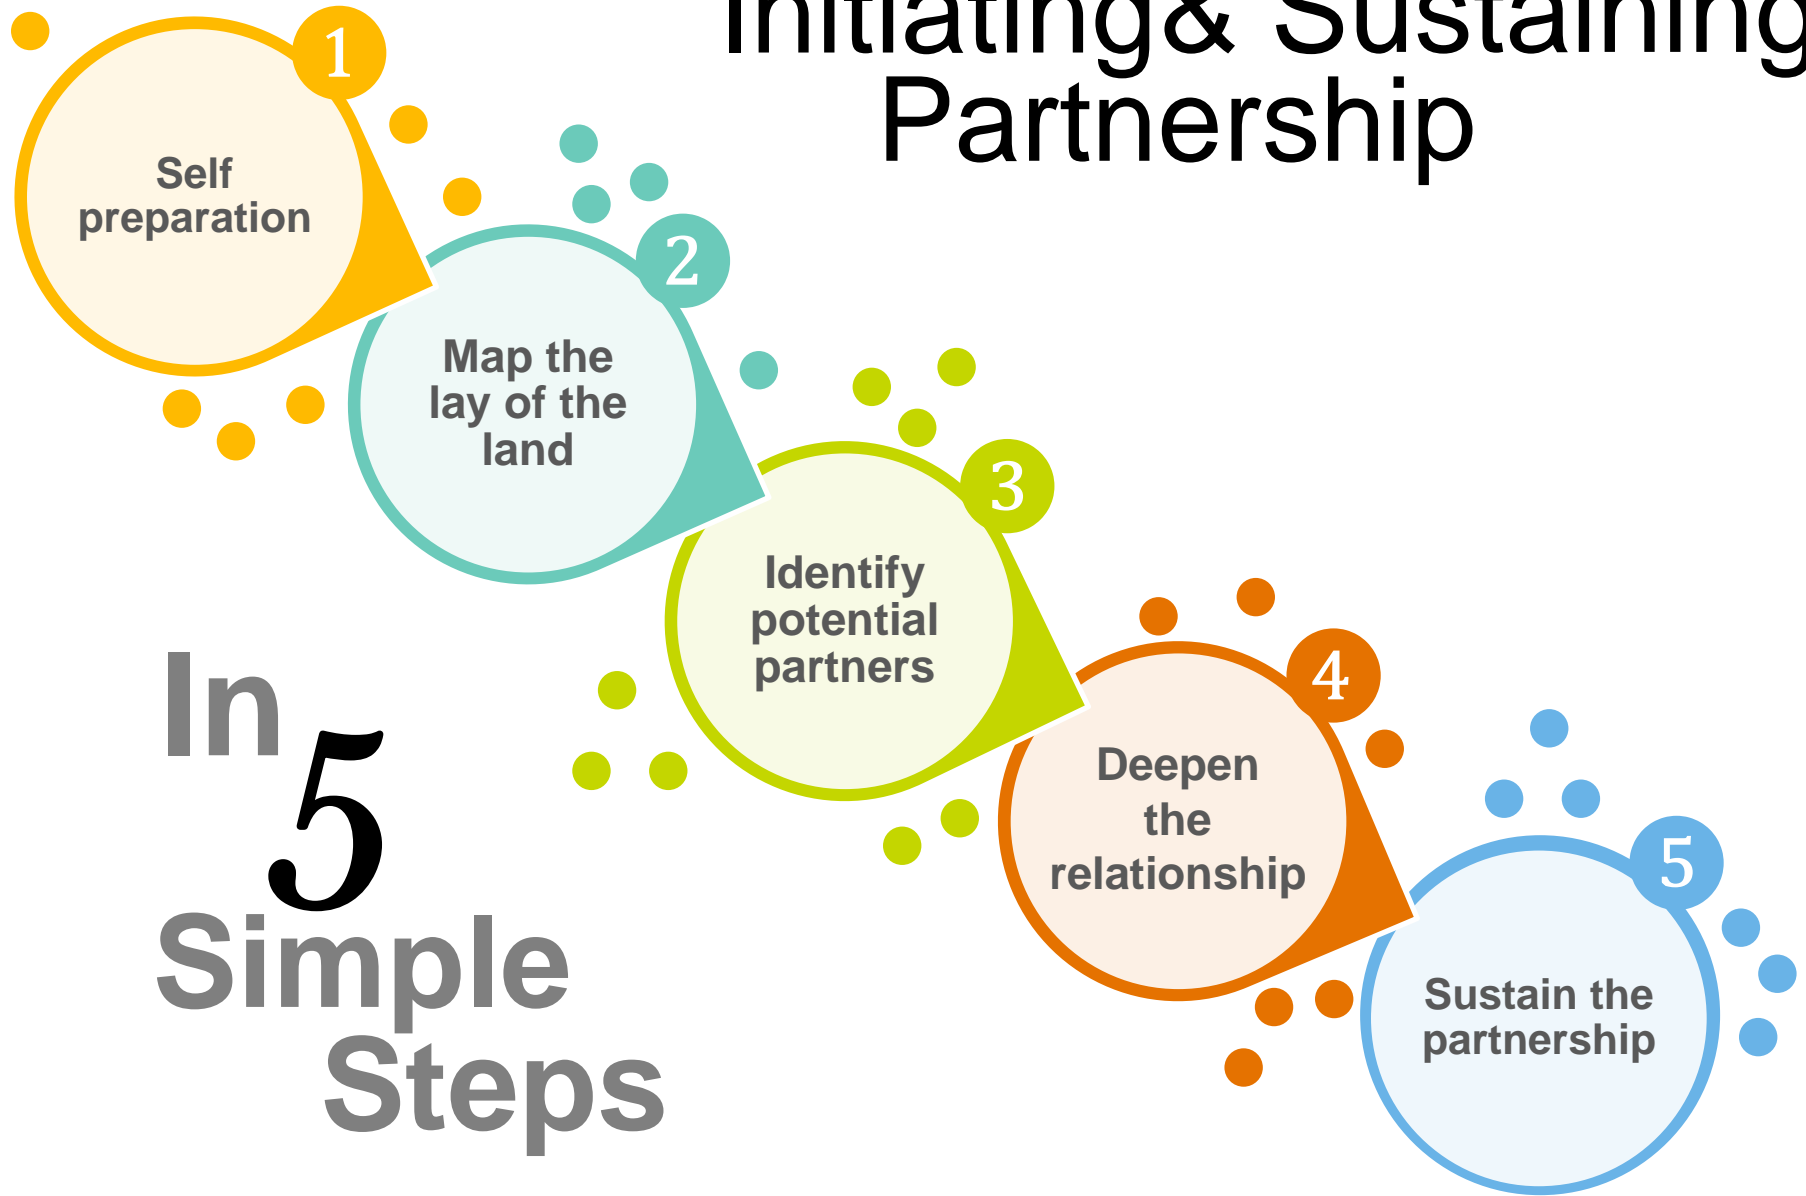 Initiating& Sustaining
Partnership
1
Self
preparation
2
Map the
lay of the
land
3
Identify
potential
partners
4
Deepen
the
relationship
5
Sustain the
partnership
In
5
Simple
Steps